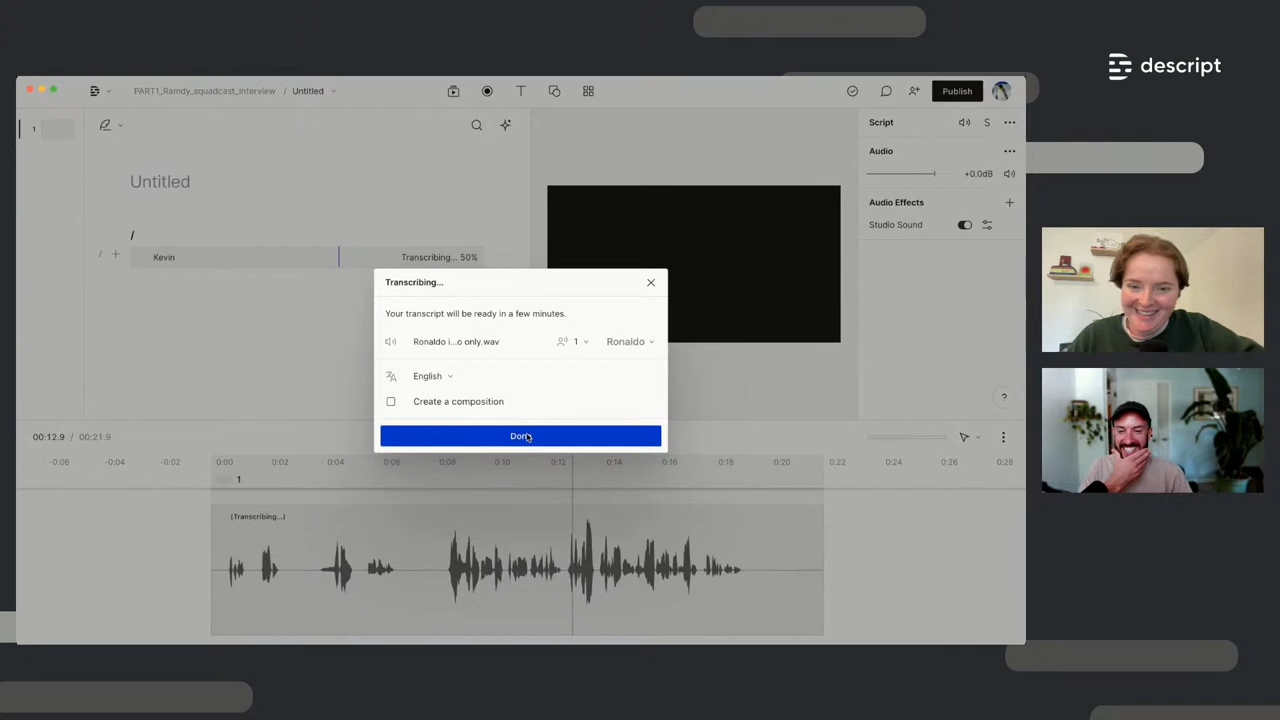 descript
PART1_Ramdy_squadcast_interview / Untitled
Publish
1
Script
S
Audio
+0.0dB
Audio Effects
Studio Sound
Untitled
/
/ + Kevin Transcribing... 50%
Transcribing...
Your transcript will be ready in a few minutes.
Ronaldo i...o only.wav 1 Ronaldo
English
Create a composition
Done
?
00:12.9 / 00:21.9
-0:06 -0:04 -0:02 0:00 0:02 0:04 0:06 0:08 0:10 0:12 0:14 0:16 0:18 0:20 0:22 0:24 0:26 0:28
1
(Transcribing...)